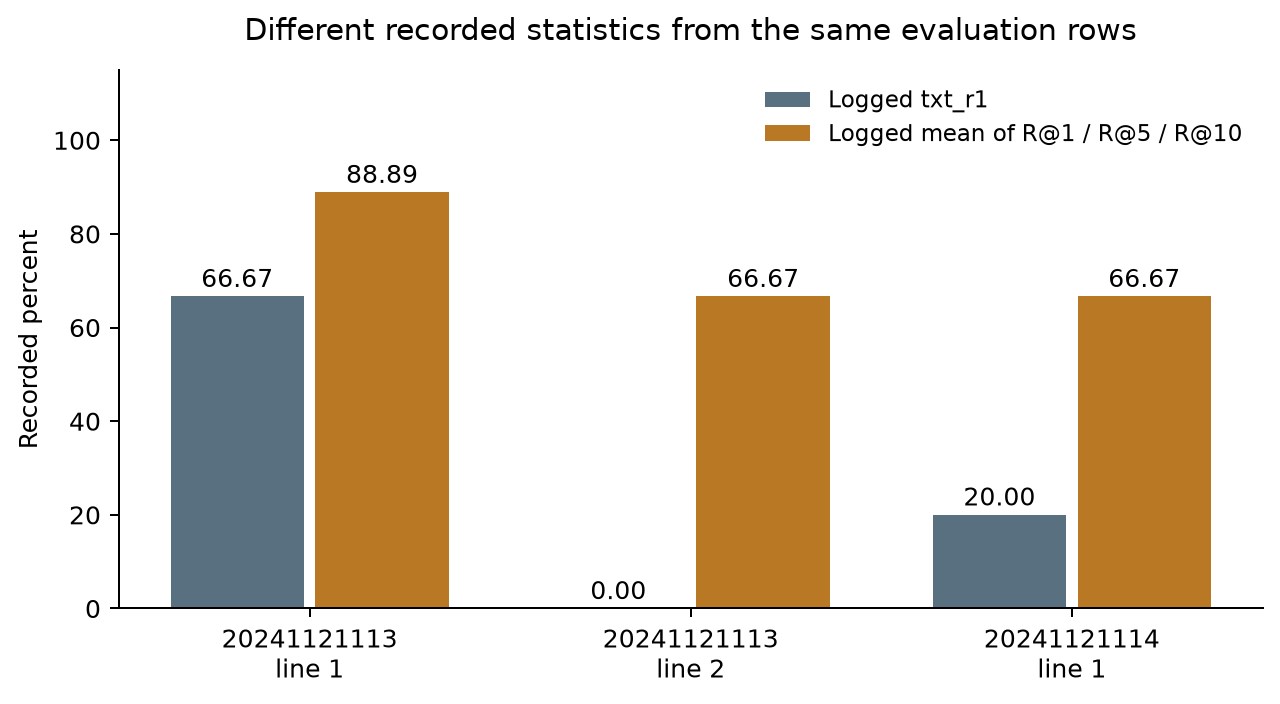 Different recorded statistics from the same evaluation rows
Logged txt_r1
Logged mean of R@1 / R@5 / R@10
Recorded percent
100
80
60
40
20
0
66.67
88.89
0.00
66.67
20.00
66.67
20241121113
line 1
20241121113
line 2
20241121114
line 1